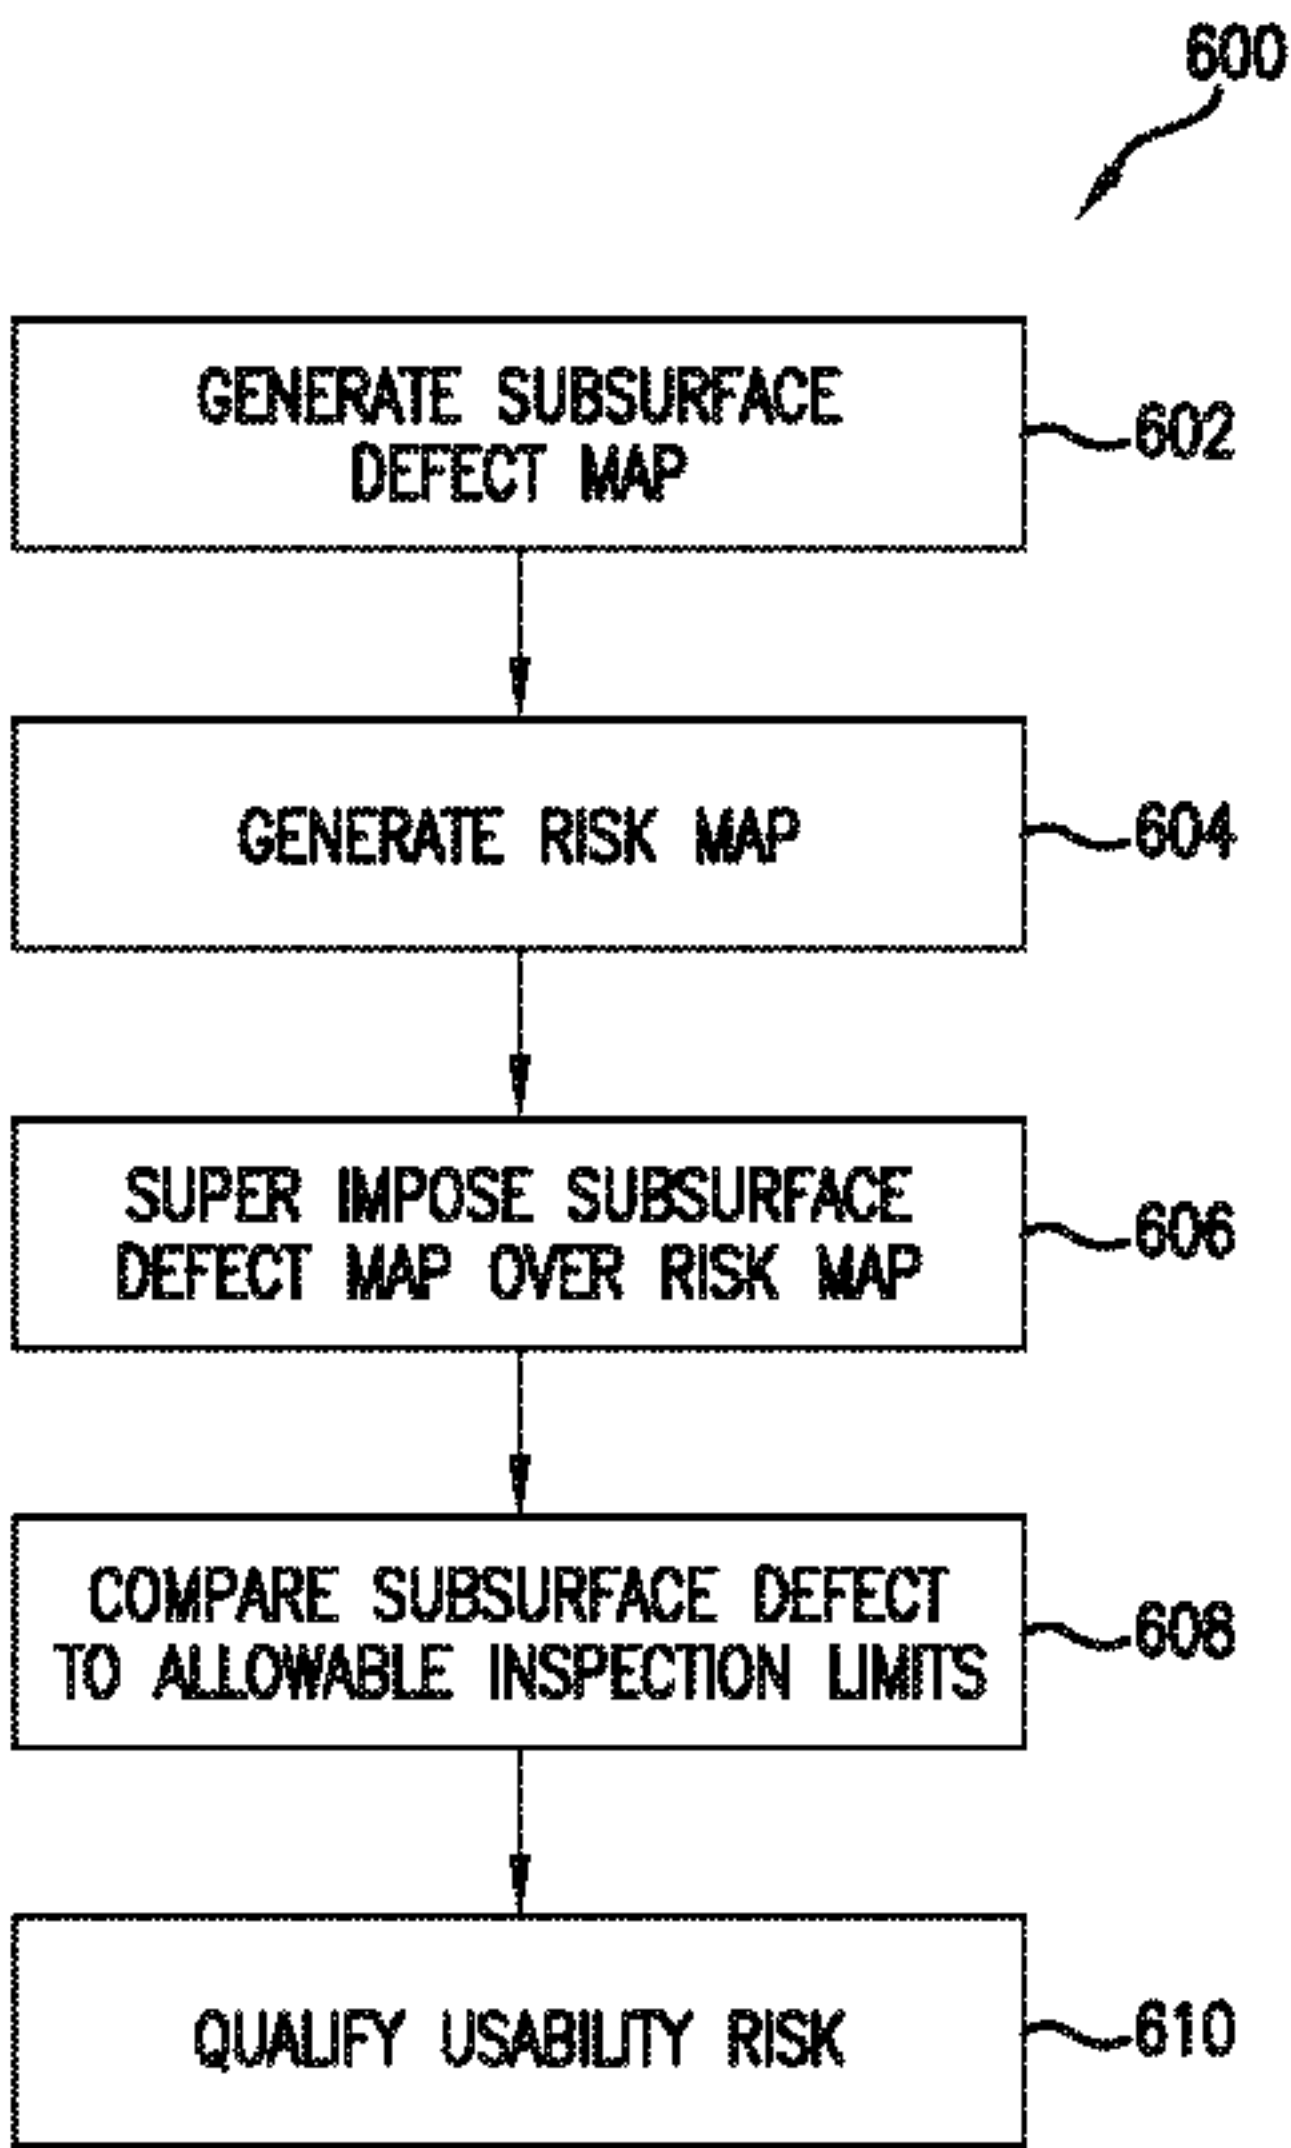 600
GENERATE SUBSURFACE
DEFECT MAP
602
GENERATE RISK MAP
604
SUPER IMPOSE SUBSURFACE
DEFECT MAP OVER RISK MAP
606
COMPARE SUBSURFACE DEFECT
TO ALLOWABLE INSPECTION LIMITS
608
QUALIFY USABILITY RISK
610